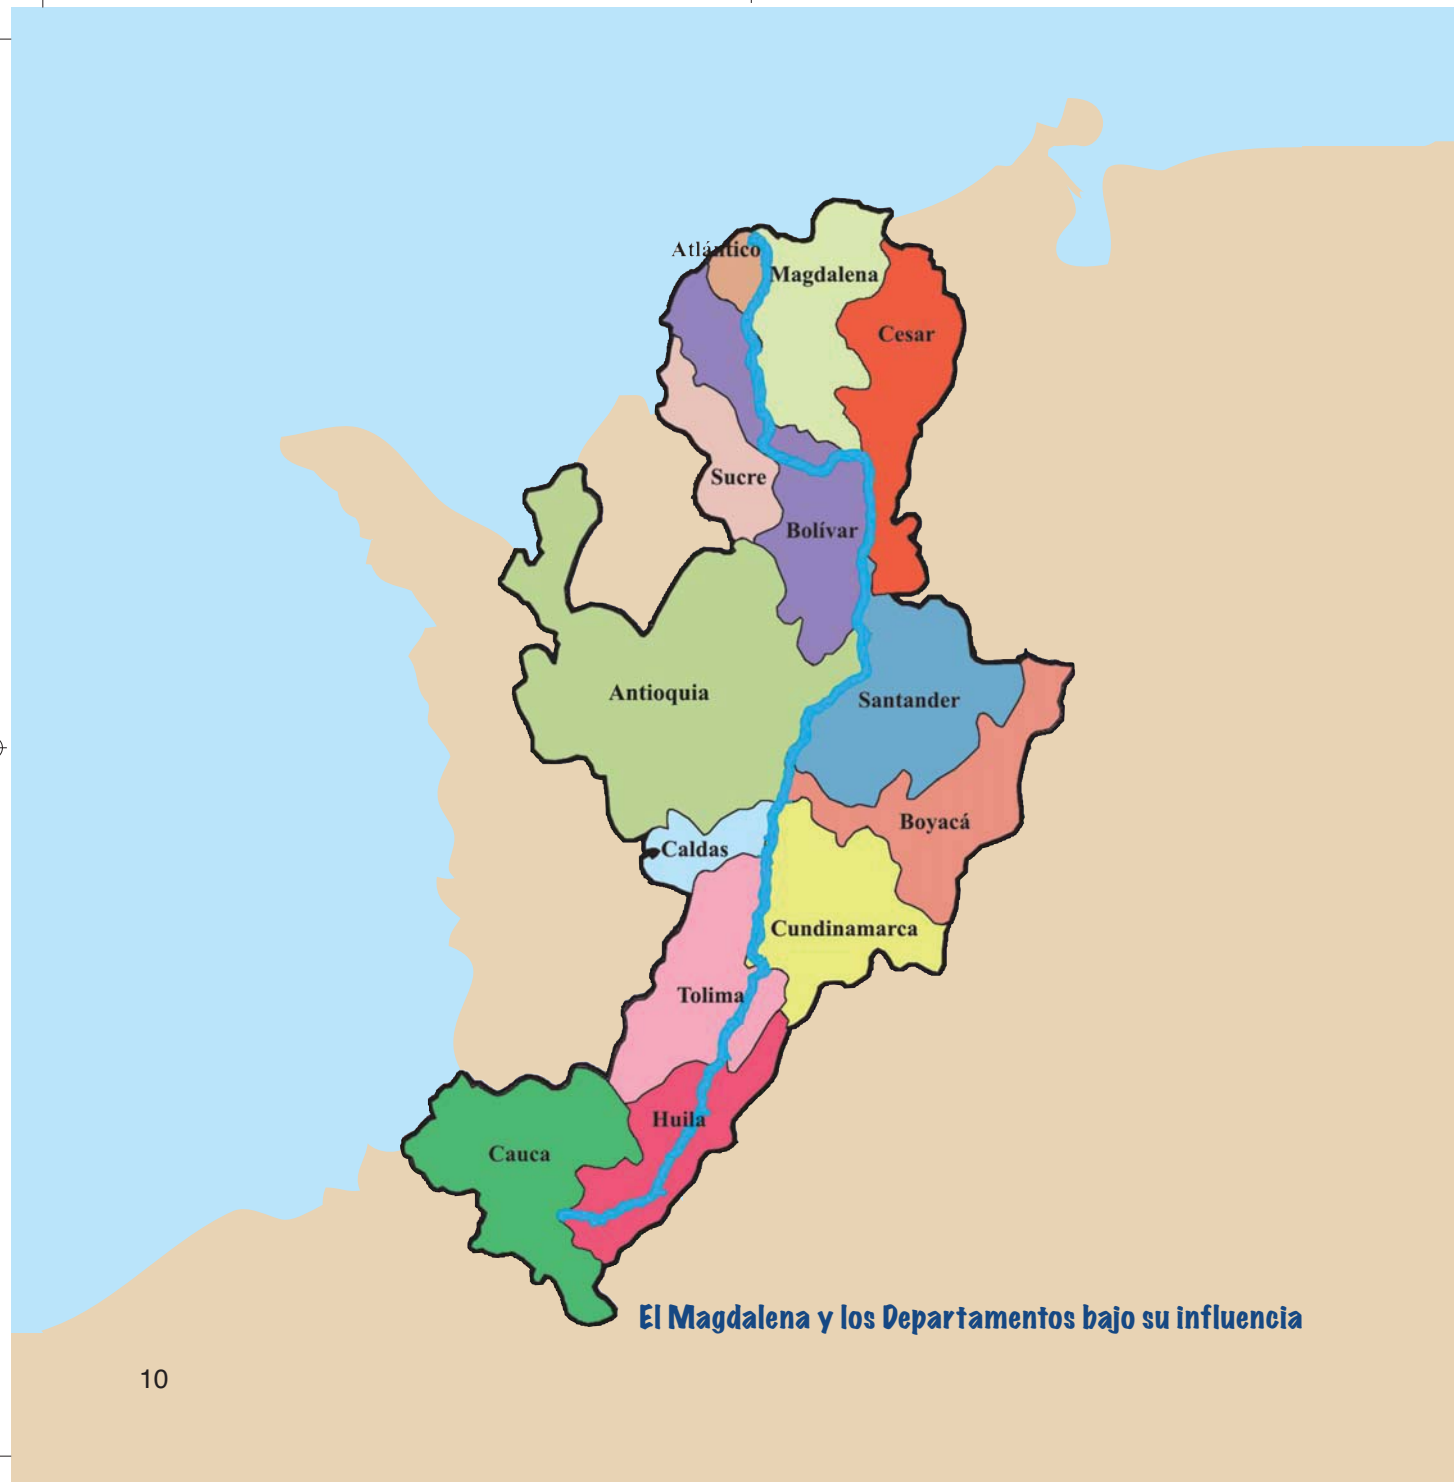 Atlántico
Magdalena
Cesar
Sucre
Bolívar
Antioquia
Santander
Boyacá
Caldas
Cundinamarca
Tolima
Huila
Cauca
El Magdalena y los Departamentos bajo su influencia
10